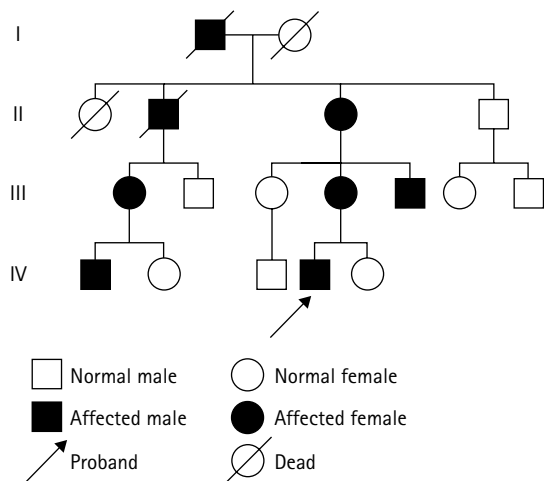 I
II
III
IV
Normal male
Normal female
Affected male
Affected female
Proband
Dead